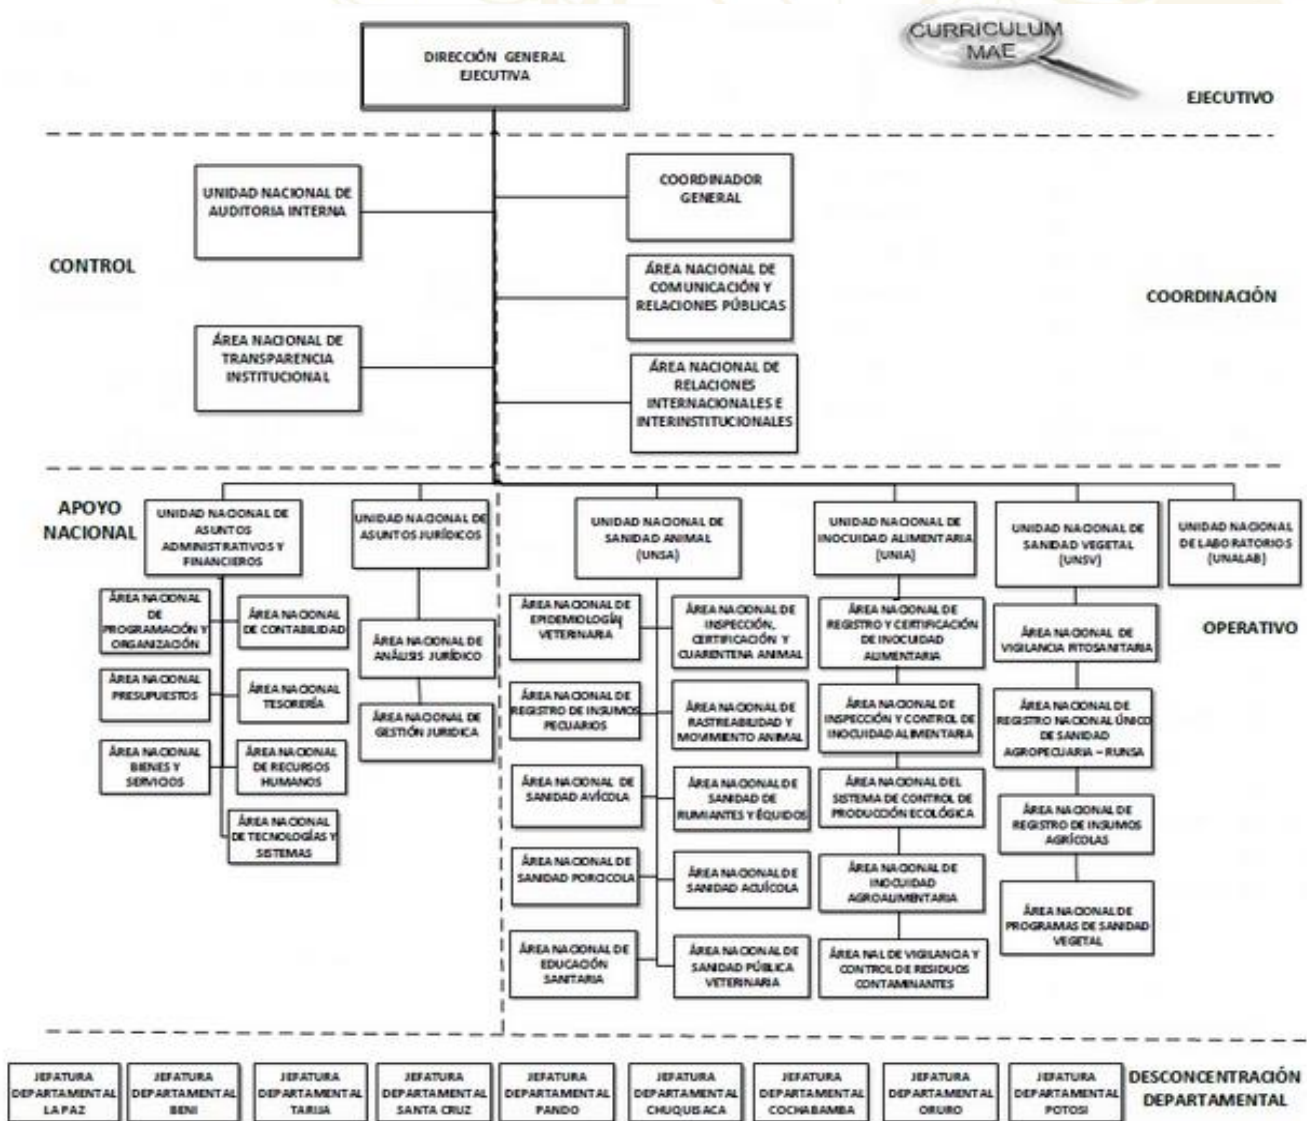 CURRICULUM
MAE
DIRECCIÓN GENERAL
EJECUTIVA
EJECUTIVO
UNIDAD NACIONAL DE
AUDITORIA INTERNA
COORDINADOR
GENERAL
CONTROL
ÁREA NACIONAL DE
COMUNICACIÓN Y
RELACIONES PÚBLICAS
COORDINACIÓN
ÁREA NACIONAL DE
TRANSPARENCIA
INSTITUCIONAL
ÁREA NACIONAL DE
RELACIONES
INTERNACIONALES E
INTERINSTITUCIONALES
APOYO
NACIONAL
UNIDAD NACIONAL DE
ASUNTOS
ADMINISTRATIVOS Y
FINANCIEROS
UNIDAD NACIONAL DE
ASUNTOS JURÍDICOS
UNIDAD NACIONAL DE
SANIDAD ANIMAL
(UNSA)
UNIDAD NACIONAL DE
INOCUIDAD ALIMENTARIA
(UNIA)
UNIDAD NACIONAL DE
SANIDAD VEGETAL
(UNSV)
UNIDAD NACIONAL
DE LABORATORIOS
(UNALAB)
OPERATIVO
ÁREA NACIONAL
DE
PROGRAMACIÓN Y
ORGANIZACIÓN
ÁREA NACIONAL
DE CONTABILIDAD
ÁREA NACIONAL
PRESUPUESTOS
ÁREA NACIONAL
TESORERÍA
ÁREA NACIONAL
BIENES Y
SERVICIOS
ÁREA NACIONAL
DE RECURSOS
HUMANOS
ÁREA NACIONAL
DE TECNOLOGÍAS Y
SISTEMAS
ÁREA NACIONAL DE
ANÁLISIS JURÍDICO
ÁREA NACIONAL DE
GESTIÓN JURIDICA
ÁREA NACIONAL DE
EPIDEMIOLOGÍA
VETERINARIA
ÁREA NACIONAL DE
INSPECCIÓN,
CERTIFICACIÓN Y
CUARENTENA ANIMAL
ÁREA NACIONAL DE
REGISTRO DE INSUMOS
PECUARIOS
ÁREA NACIONAL DE
RASTREABILIDAD Y
MOVIMIENTO ANIMAL
ÁREA NACIONAL DE
SANIDAD AVÍCOLA
ÁREA NACIONAL DE
SANIDAD DE
RUMIANTES Y ÉQUIDOS
ÁREA NACIONAL DE
SANIDAD PORCICOLA
ÁREA NACIONAL DE
SANIDAD ACUÍCOLA
ÁREA NACIONAL DE
EDUCACIÓN
SANITARIA
ÁREA NACIONAL DE
SANIDAD PÚBLICA
VETERINARIA
ÁREA NACIONAL DE
REGISTRO Y CERTIFICACIÓN
DE INOCUIDAD
ALIMENTARIA
ÁREA NACIONAL DE
INSPECCIÓN Y CONTROL DE
INOCUIDAD ALIMENTARIA
ÁREA NACIONAL DEL
SISTEMA DE CONTROL DE
PRODUCCIÓN ECOLÓGICA
ÁREA NACIONAL DE
INOCUIDAD
AGROALIMENTARIA
ÁREA NAL DE VIGILANCIA Y
CONTROL DE RESIDUOS
CONTAMINANTES
ÁREA NACIONAL DE
VIGILANCIA FITOSANITARIA
ÁREA NACIONAL DE
REGISTRO NACIONAL ÚNICO
DE SANIDAD
AGROPECUARIA – RUNSA
ÁREA NACIONAL DE
REGISTRO DE INSUMOS
AGRÍCOLAS
ÁREA NACIONAL DE
PROGRAMAS DE SANIDAD
VEGETAL
JEFATURA
DEPARTAMENTAL
LA PAZ
JEFATURA
DEPARTAMENTAL
BENI
JEFATURA
DEPARTAMENTAL
TARIJA
JEFATURA
DEPARTAMENTAL
SANTA CRUZ
JEFATURA
DEPARTAMENTAL
PANDO
JEFATURA
DEPARTAMENTAL
CHUQUISACA
JEFATURA
DEPARTAMENTAL
COCHABAMBA
JEFATURA
DEPARTAMENTAL
ORURO
JEFATURA
DEPARTAMENTAL
POTOSI
DESCONCENTRACIÓN
DEPARTAMENTAL